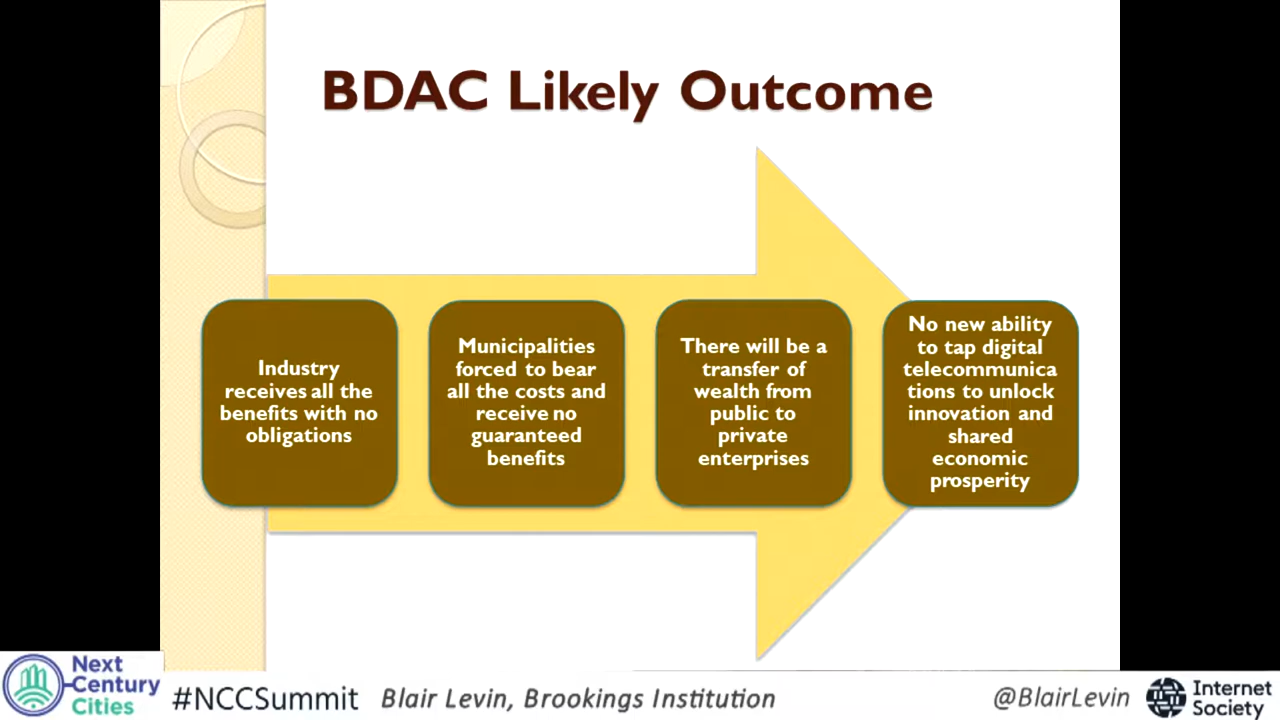 BDAC Likely Outcome
Industry
receives all the
benefits with no
obligations
Municipalities
forced to bear
all the costs and
receive no
guaranteed
benefits
There will be a
transfer of
wealth from
public to
private
enterprises
No new ability
to tap digital
telecommunica
tions to unlock
innovation and
shared
economic
prosperity
Next
Century
Cities
#NCCSummit
Blair Levin, Brookings Institution
@BlairLevin
Internet
Society